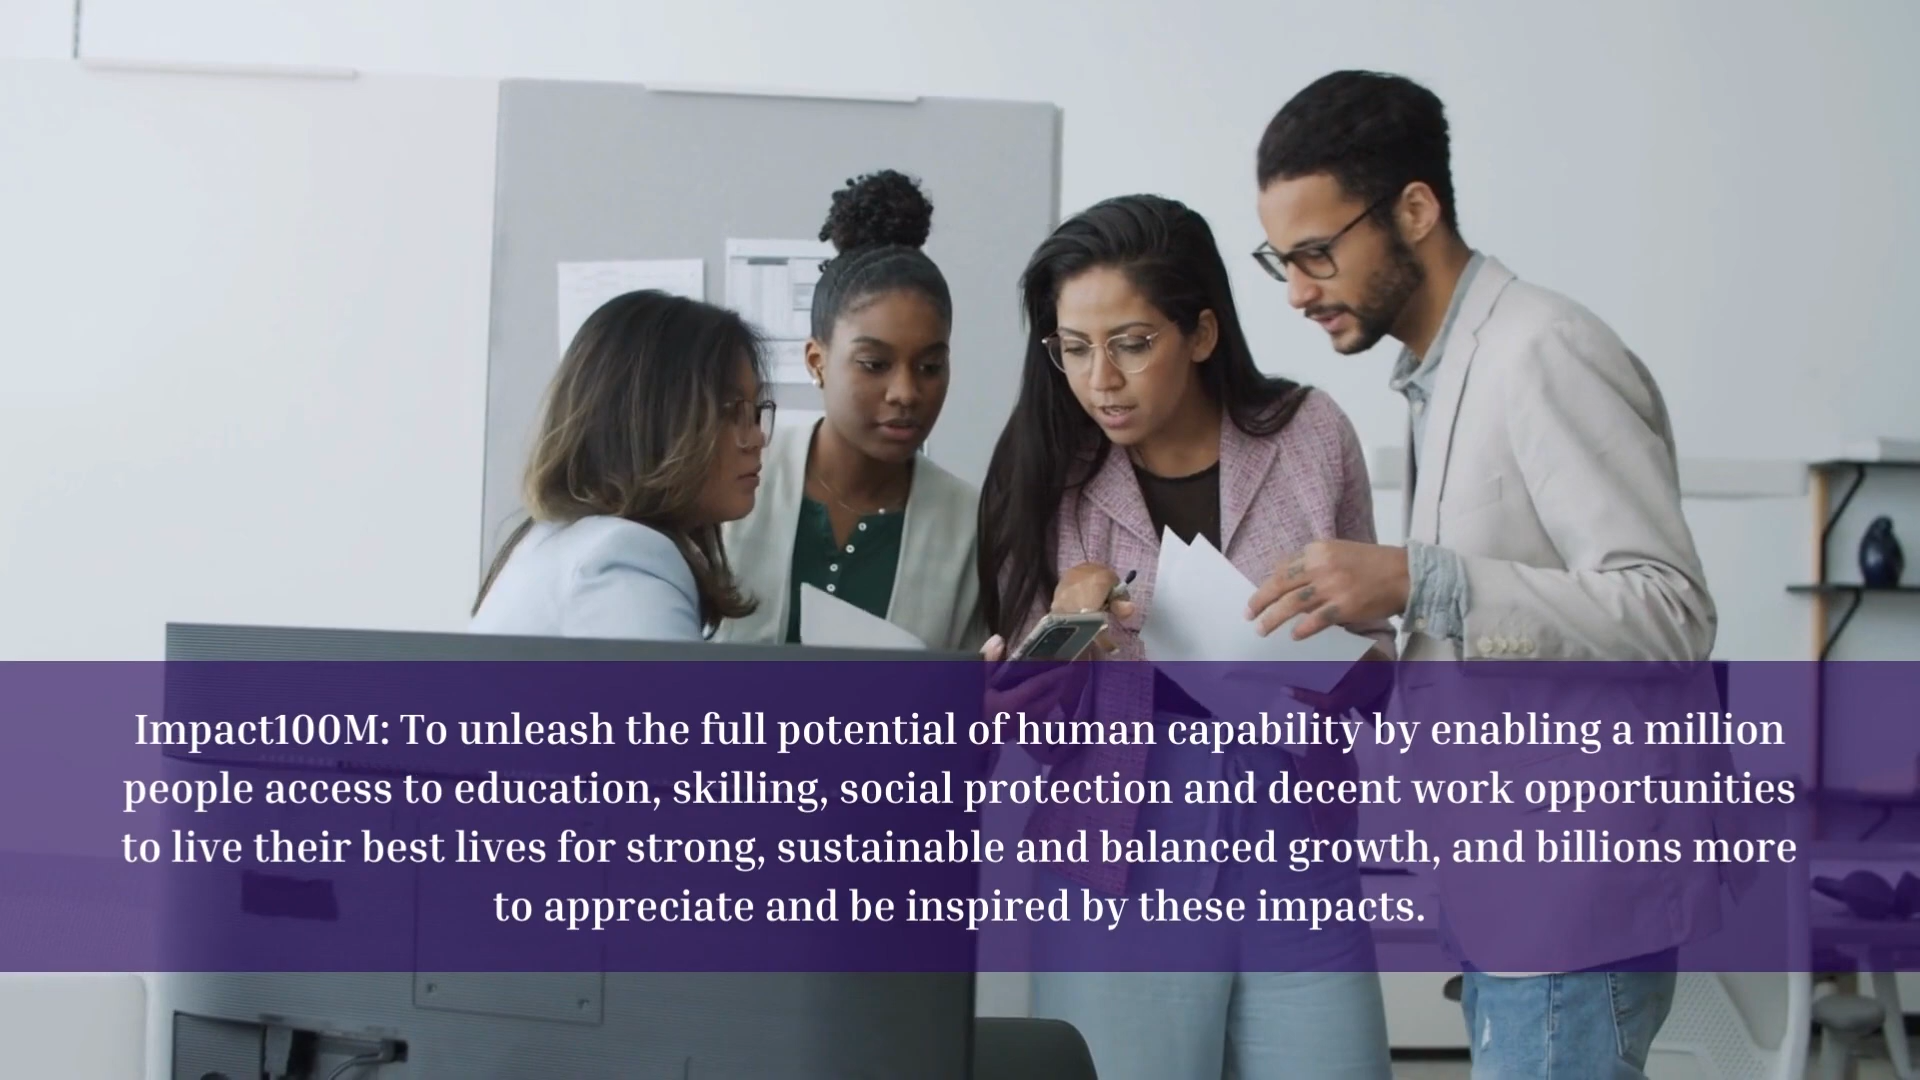 Impact100M: To unleash the full potential of human capability by enabling a million
people access to education, skilling, social protection and decent work opportunities
to live their best lives for strong, sustainable and balanced growth, and billions more
to appreciate and be inspired by these impacts.